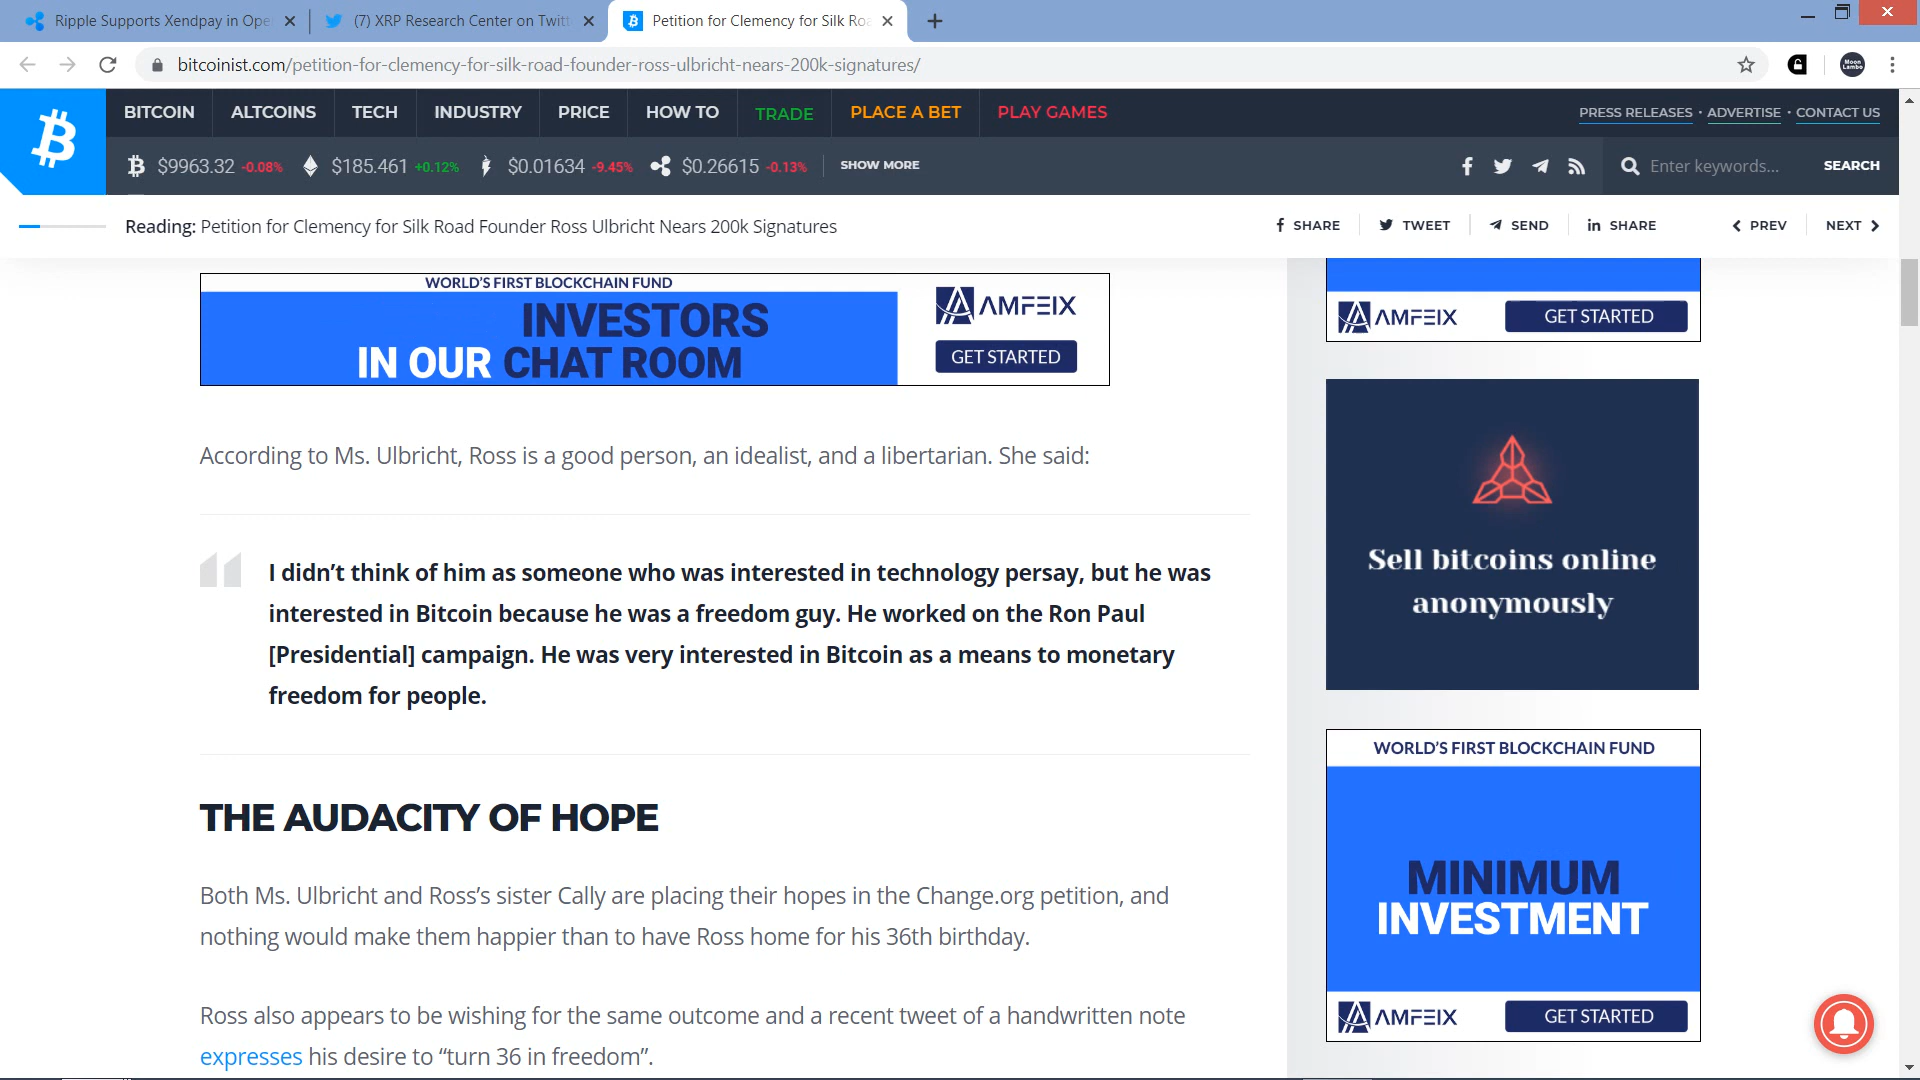 Ripple Supports Xendpay in Ope
(7) XRP Research Center on Twitt
Petition for Clemency for Silk Roa
bitcoinist.com/petition-for-clemency-for-silk-road-founder-ross-ulbricht-nears-200k-signatures/
Moon Lambo
BITCOIN ALTCOINS TECH INDUSTRY PRICE HOW TO TRADE PLACE A BET PLAY GAMES PRESS RELEASES • ADVERTISE • CONTACT US
$9963.32 -0.08% $185.461 +0.12% $0.01634 -9.45% $0.26615 -0.13% SHOW MORE Enter keywords... SEARCH
Reading: Petition for Clemency for Silk Road Founder Ross Ulbricht Nears 200k Signatures SHARE TWEET SEND SHARE PREV NEXT
WORLD'S FIRST BLOCKCHAIN FUND
INVESTORS
IN OUR CHAT ROOM
AMFEIX
GET STARTED
According to Ms. Ulbricht, Ross is a good person, an idealist, and a libertarian. She said:
I didn’t think of him as someone who was interested in technology persay, but he was
interested in Bitcoin because he was a freedom guy. He worked on the Ron Paul
[Presidential] campaign. He was very interested in Bitcoin as a means to monetary
freedom for people.
THE AUDACITY OF HOPE
Both Ms. Ulbricht and Ross’s sister Cally are placing their hopes in the Change.org petition, and
nothing would make them happier than to have Ross home for his 36th birthday.
Ross also appears to be wishing for the same outcome and a recent tweet of a handwritten note
expresses his desire to “turn 36 in freedom”.
AMFEIX GET STARTED
Sell bitcoins online
anonymously
WORLD'S FIRST BLOCKCHAIN FUND
MINIMUM
INVESTMENT
AMFEIX GET STARTED